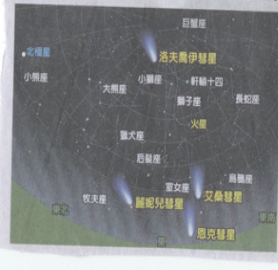 巨蟹座
北極星
洛夫喬伊彗星
小熊座
大熊座
小獅座
軒轅十四
獅子座
長蛇座
火星
獵犬座
后髮座
室女座
烏鴉座
牧夫座
麗妮兒彗星
艾桑彗星
東北
東
東南
恩克彗星